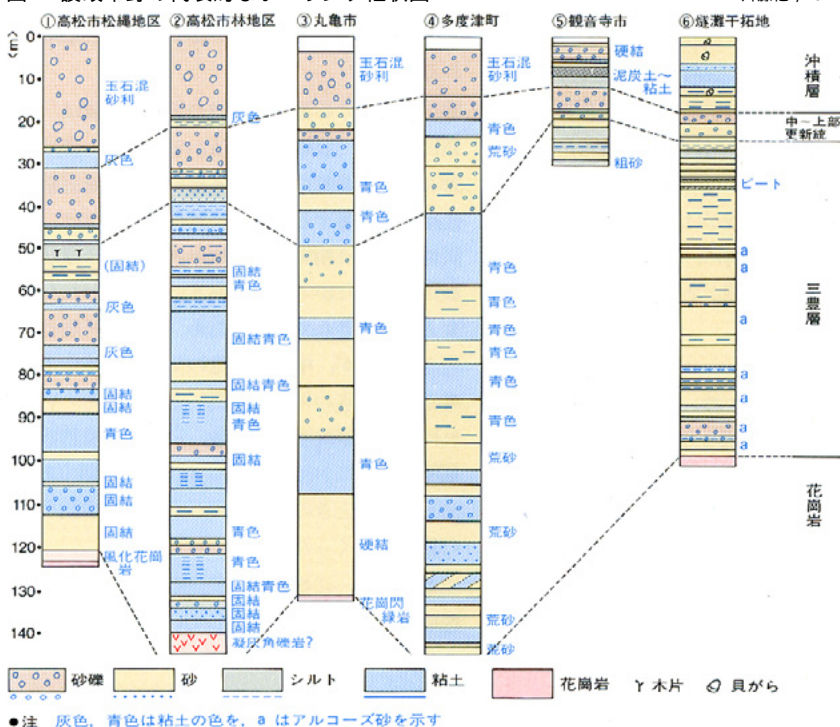 ①高松市松縄地区
②高松市林地区
③丸亀市
④多度津町
⑤観音寺市
⑥燧灘干拓地
〈m〉
0
10
20
30
40
50
60
70
80
90
100
110
120
130
140
玉石混
砂利
灰色
(固結)
灰色
灰色
固結
固結
青色
固結
固結
固結
風化花崗
岩
灰色
固結
青色
固結青色
固結青色
固結
青色
固結
青色
青色
固結青色
固結
固結
固結
凝灰角礫岩?
玉石混
砂利
青色
青色
青色
青色
硬結
花崗閃
緑岩
玉石混
砂利
青色
荒砂
青色
青色
青色
青色
青色
青色
荒砂
荒砂
荒砂
荒砂
硬結
泥炭土～
粘土
粗砂
ピート
a
a
a
a
a
a
a
沖積層
中～上部
更新統
三豊層
花崗岩
砂礫
砂
シルト
粘土
花崗岩
木片
貝がら
●注 灰色，青色は粘土の色を，a はアルコーズ砂を示す